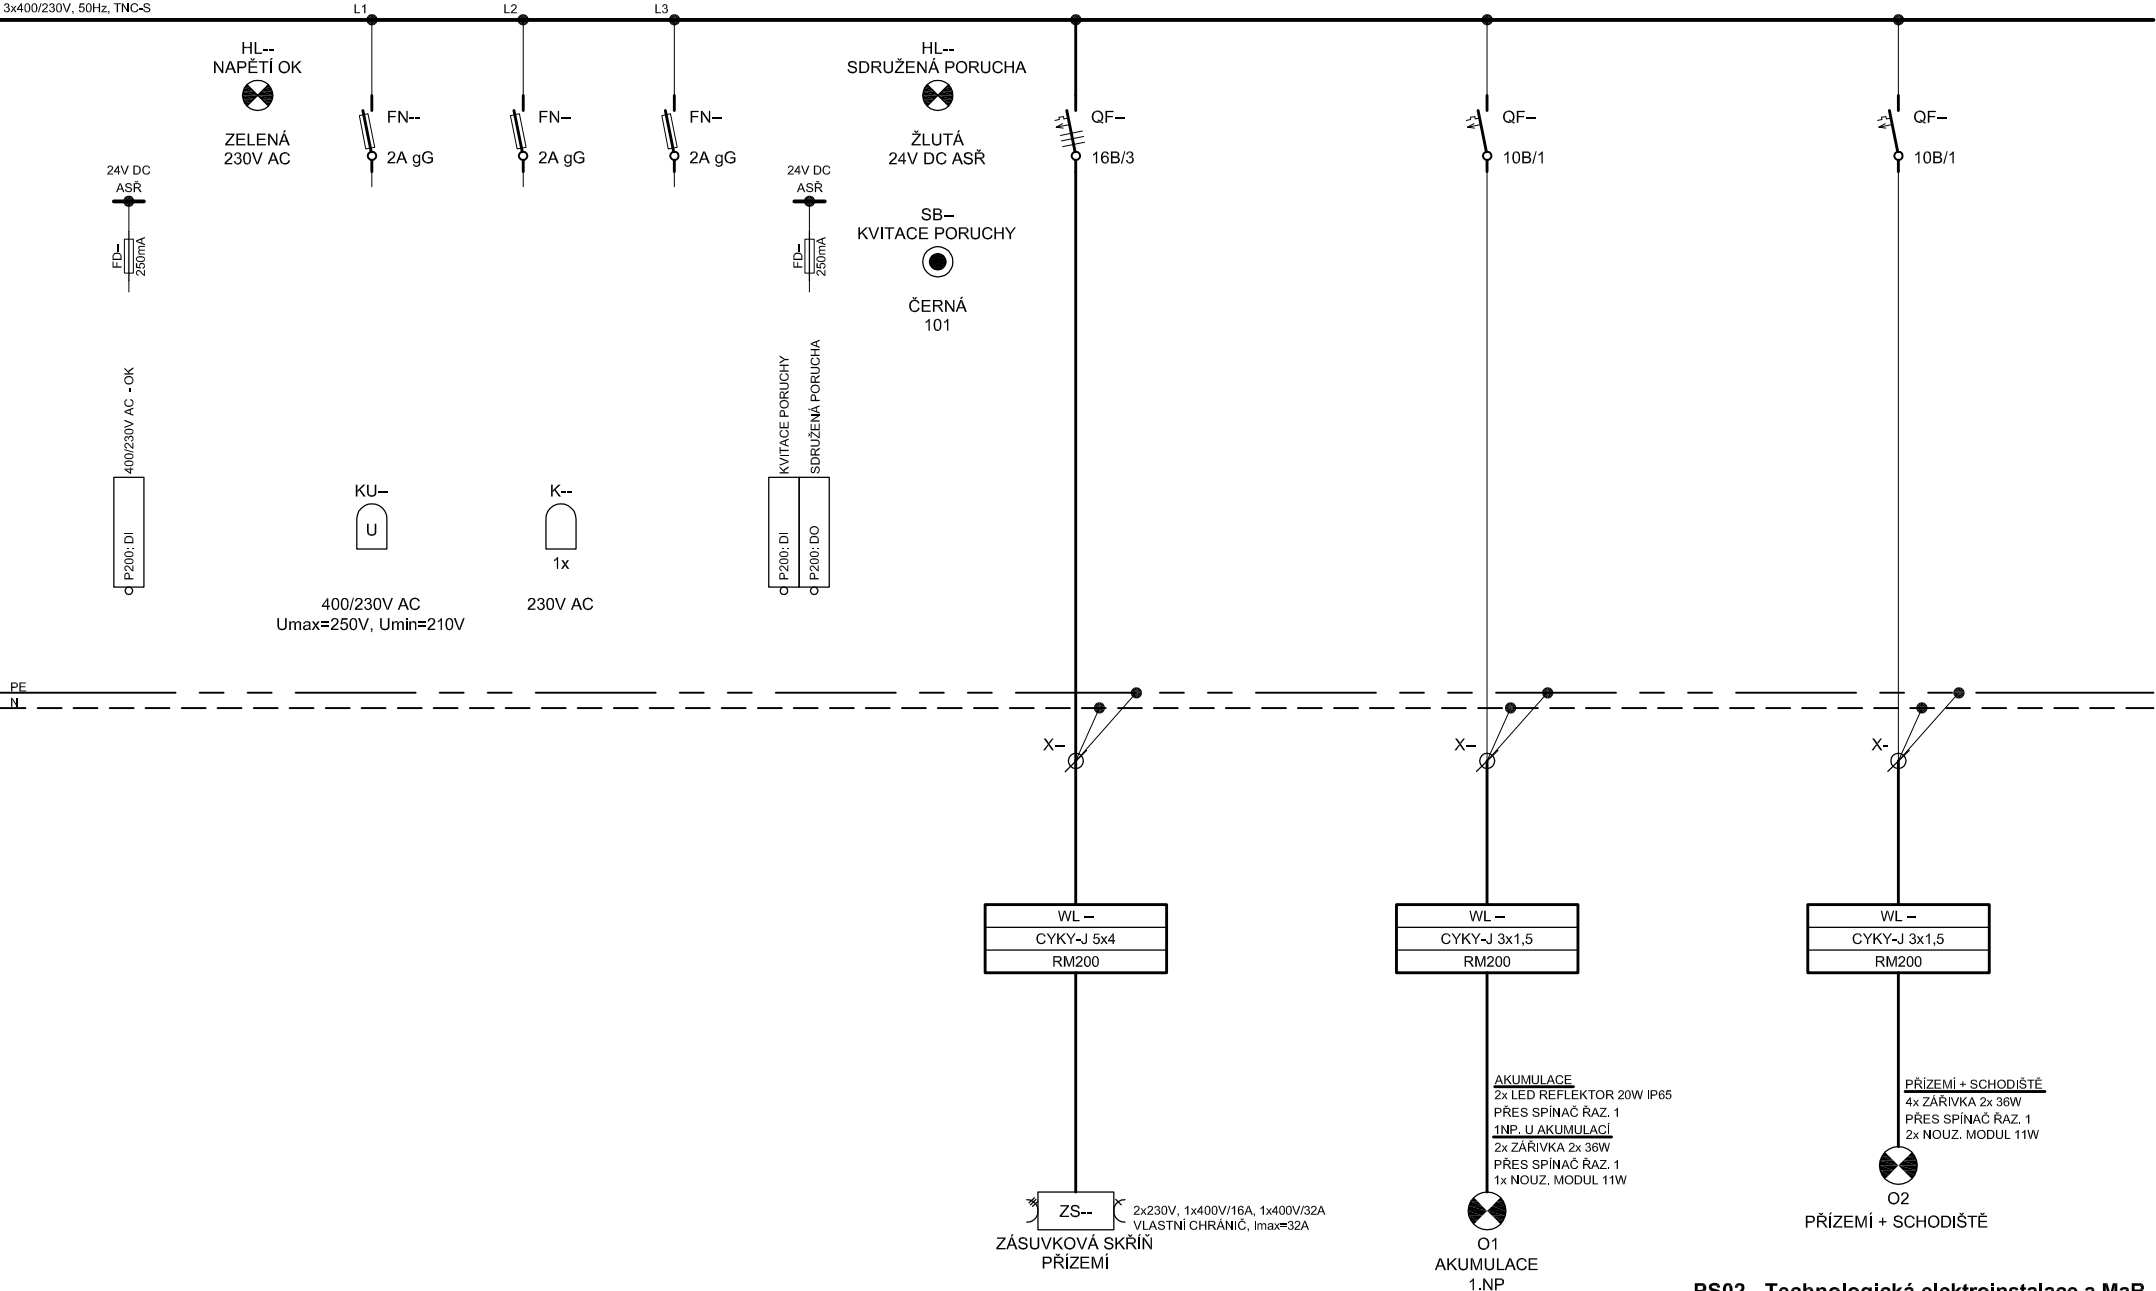 3x400/230V, 50Hz, TNC-S
L1
L2
L3
HL--
NAPĚTÍ OK
ZELENÁ
230V AC
24V DC
ASŘ
FD–
250mA
400/230V AC - OK
P200: DI
FN--
2A gG
FN–
2A gG
FN–
2A gG
KU–
U
400/230V AC
Umax=250V, Umin=210V
K--
1x
230V AC
24V DC
ASŘ
FD–
250mA
HL--
SDRUŽENÁ PORUCHA
ŽLUTÁ
24V DC ASŘ
SB–
KVITACE PORUCHY
ČERNÁ
101
KVITACE PORUCHY
SDRUŽENÁ PORUCHA
P200: DI
P200: DO
QF–
16B/3
QF–
10B/1
QF–
10B/1
PE
N
X–
X–
X-
WL –
CYKY-J 5x4
RM200
WL –
CYKY-J 3x1,5
RM200
WL –
CYKY-J 3x1,5
RM200
ZS--
2x230V, 1x400V/16A, 1x400V/32A
VLASTNÍ CHRÁNIČ, Imax=32A
ZÁSUVKOVÁ SKŘÍŇ
PŘÍZEMÍ
AKUMULACE
2x LED REFLEKTOR 20W IP65
PŘES SPÍNAČ ŘAZ. 1
1NP. U AKUMULACÍ
2x ZÁŘIVKA 2x 36W
PŘES SPÍNAČ ŘAZ. 1
1x NOUZ. MODUL 11W
O1
AKUMULACE
1.NP
PŘÍZEMÍ + SCHODIŠTĚ
4x ZÁŘIVKA 2x 36W
PŘES SPÍNAČ ŘAZ. 1
2x NOUZ. MODUL 11W
O2
PŘÍZEMÍ + SCHODIŠTĚ
PS02 - Technologická elektroinstalace a MaR